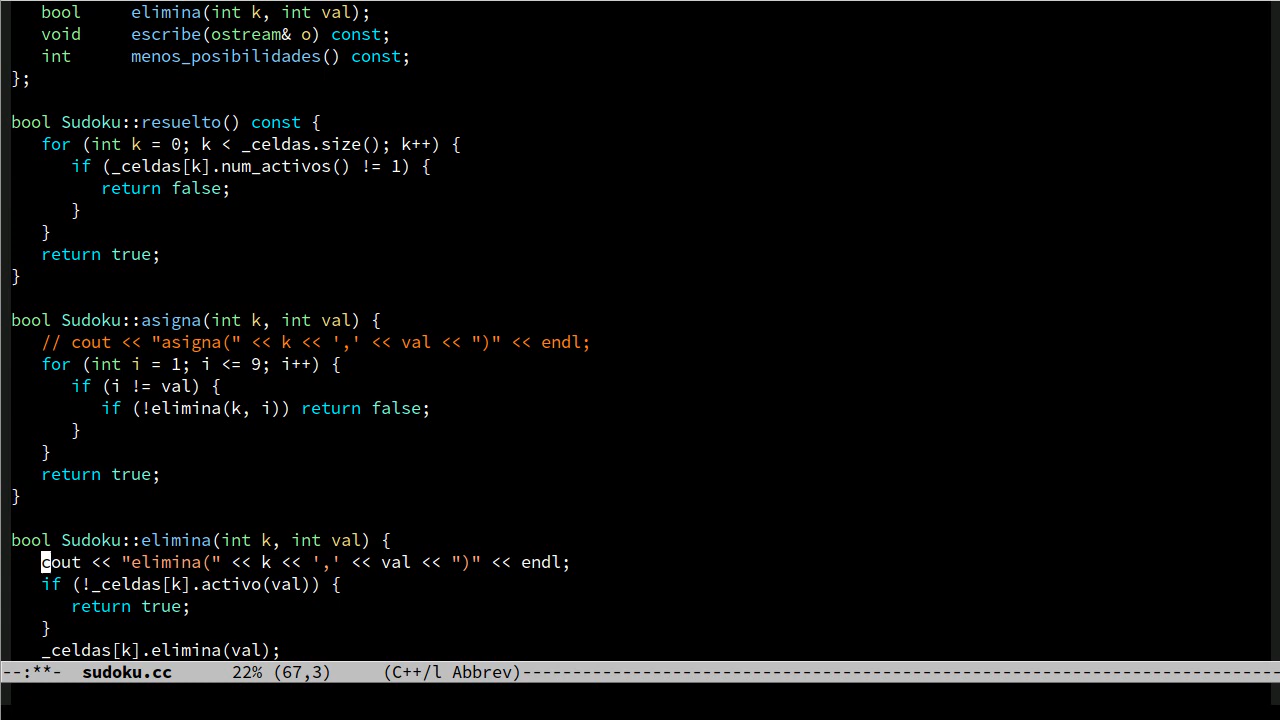 bool     elimina(int k, int val);
   void     escribe(ostream& o) const;
   int      menos_posibilidades() const;
};

bool Sudoku::resuelto() const {
   for (int k = 0; k < _celdas.size(); k++) {
      if (_celdas[k].num_activos() != 1) {
         return false;
      }
   }
   return true;
}

bool Sudoku::asigna(int k, int val) {
   // cout << "asigna(" << k << ',' << val << ")" << endl;
   for (int i = 1; i <= 9; i++) {
      if (i != val) {
         if (!elimina(k, i)) return false;
      }
   }
   return true;
}

bool Sudoku::elimina(int k, int val) {
   cout << "elimina(" << k << ',' << val << ")" << endl;
   if (!_celdas[k].activo(val)) {
      return true;
   }
   _celdas[k].elimina(val);
--:**-  sudoku.cc      22% (67,3)     (C++/l Abbrev)----------------------------------------------------------------------------